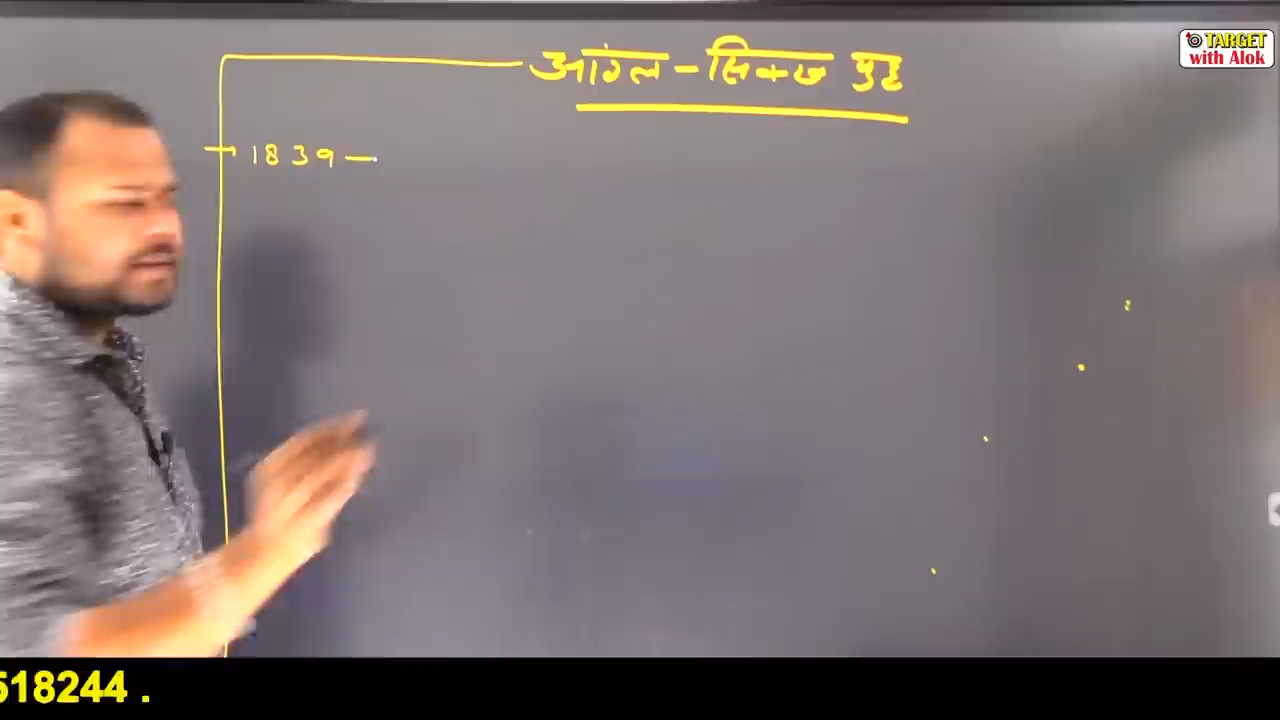 TARGET
with Alok
आंग्ल - सिक्ख युद्ध
1839 —
518244 .